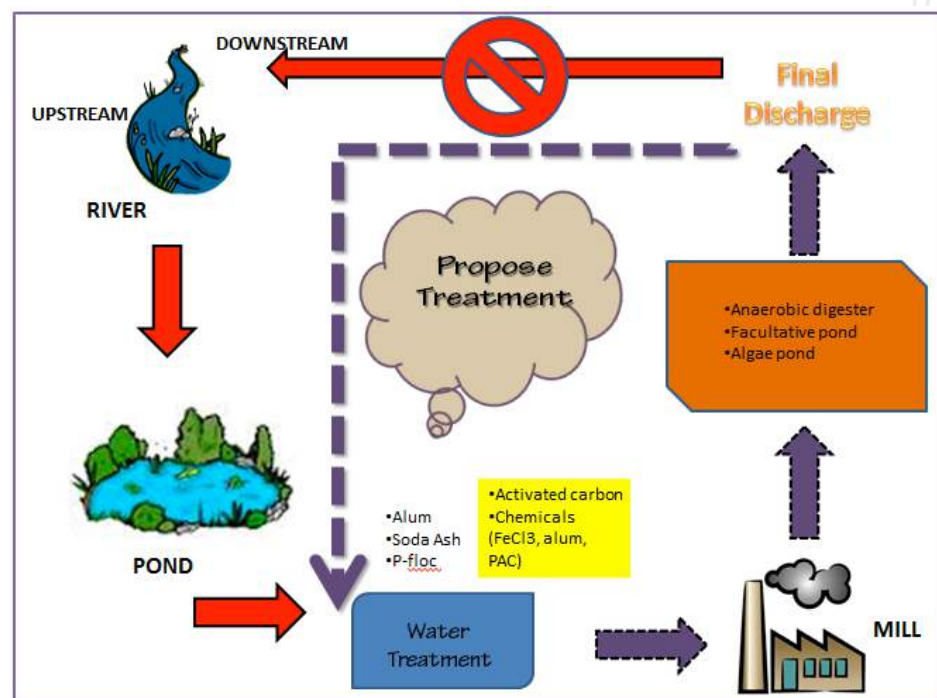 DOWNSTREAM
Final
Discharge
UPSTREAM
RIVER
Propose
Treatment
•Anaerobic digester
•Facultative pond
•Algae pond
•Alum
•Soda Ash
•P-floc
•Activated carbon
•Chemicals
(FeCl3, alum,
PAC)
POND
Water
Treatment
MILL